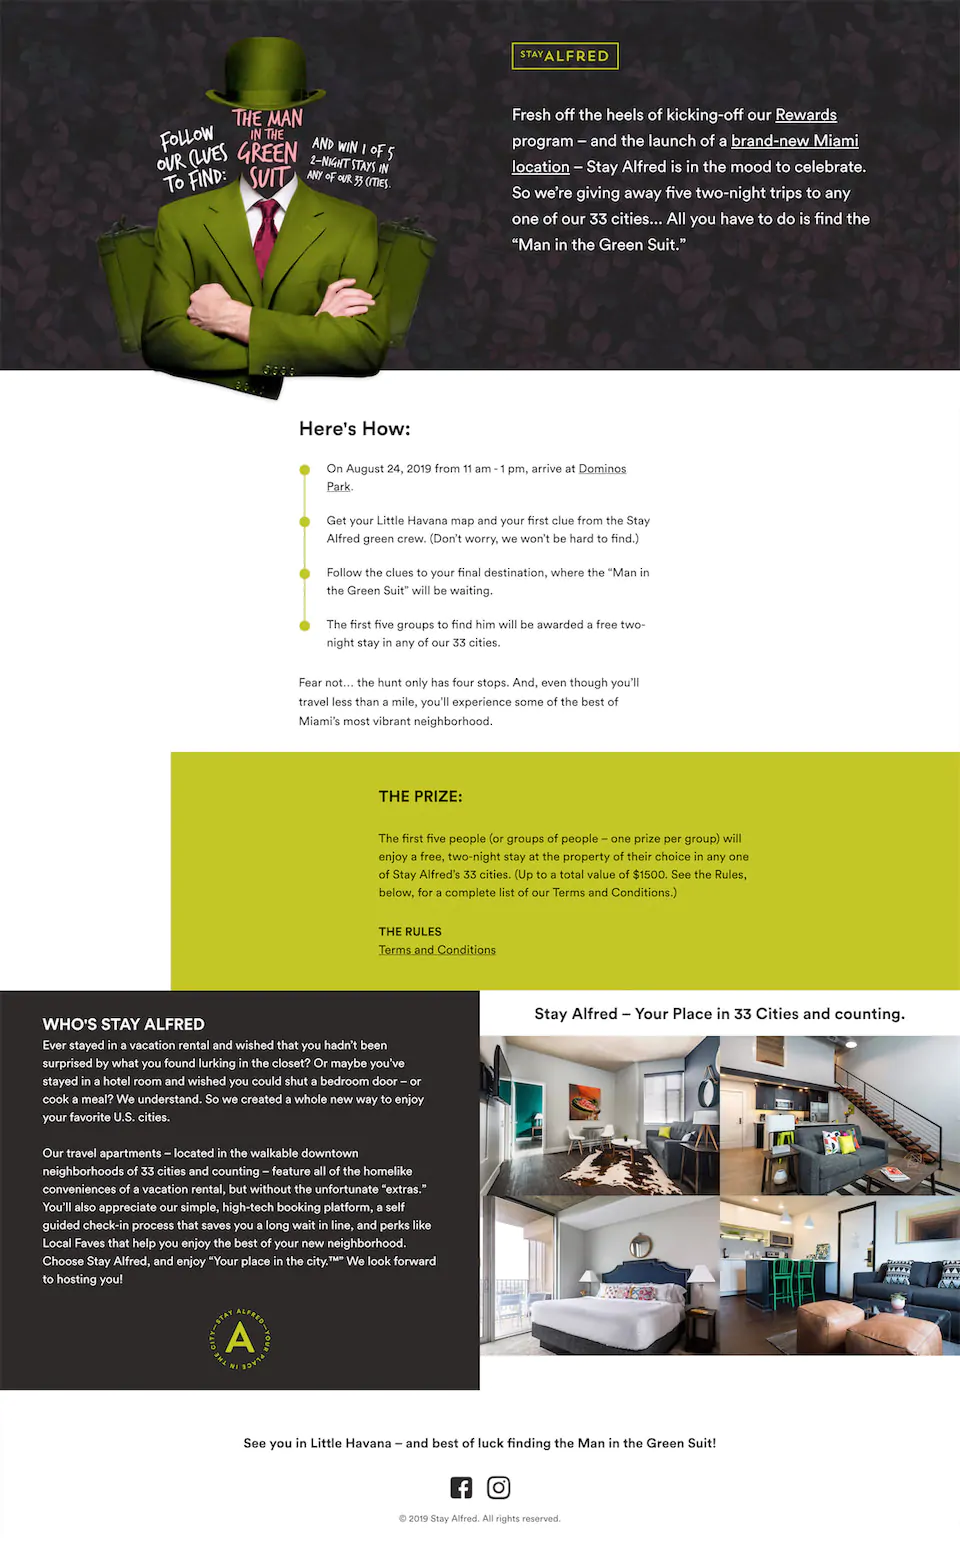 FOLLOW
OUR CLUES
TO FIND:
THE MAN
IN THE
GREEN
SUIT
AND WIN 1 OF 5
2-NIGHT STAYS IN
ANY OF OUR 33 CITIES.
STAY ALFRED
Fresh off the heels of kicking-off our Rewards
program – and the launch of a brand-new Miami
location – Stay Alfred is in the mood to celebrate.
So we're giving away five two-night trips to any
one of our 33 cities... All you have to do is find the
“Man in the Green Suit.”
Here's How:
On August 24, 2019 from 11 am - 1 pm, arrive at Dominos
Park.
Get your Little Havana map and your first clue from the Stay
Alfred green crew. (Don't worry, we won't be hard to find.)
Follow the clues to your final destination, where the “Man in
the Green Suit” will be waiting.
The first five groups to find him will be awarded a free two-
night stay in any of our 33 cities.
Fear not... the hunt only has four stops. And, even though you'll
travel less than a mile, you'll experience some of the best of
Miami's most vibrant neighborhood.
THE PRIZE:
The first five people (or groups of people – one prize per group) will
enjoy a free, two-night stay at the property of their choice in any one
of Stay Alfred's 33 cities. (Up to a total value of $1500. See the Rules,
below, for a complete list of our Terms and Conditions.)
THE RULES
Terms and Conditions
WHO'S STAY ALFRED
Ever stayed in a vacation rental and wished that you hadn't been
surprised by what you found lurking in the closet? Or maybe you've
stayed in a hotel room and wished you could shut a bedroom door – or
cook a meal? We understand. So we created a whole new way to enjoy
your favorite U.S. cities.
Our travel apartments – located in the walkable downtown
neighborhoods of 33 cities and counting – feature all of the homelike
conveniences of a vacation rental, but without the unfortunate “extras.”
You'll also appreciate our simple, high-tech booking platform, a self
guided check-in process that saves you a long wait in line, and perks like
Local Faves that help you enjoy the best of your new neighborhood.
Choose Stay Alfred, and enjoy “Your place in the city.™” We look forward
to hosting you!
STAY ALFRED—YOUR PLACE IN THE CITY—
A
Stay Alfred – Your Place in 33 Cities and counting.
See you in Little Havana – and best of luck finding the Man in the Green Suit!
© 2019 Stay Alfred. All rights reserved.